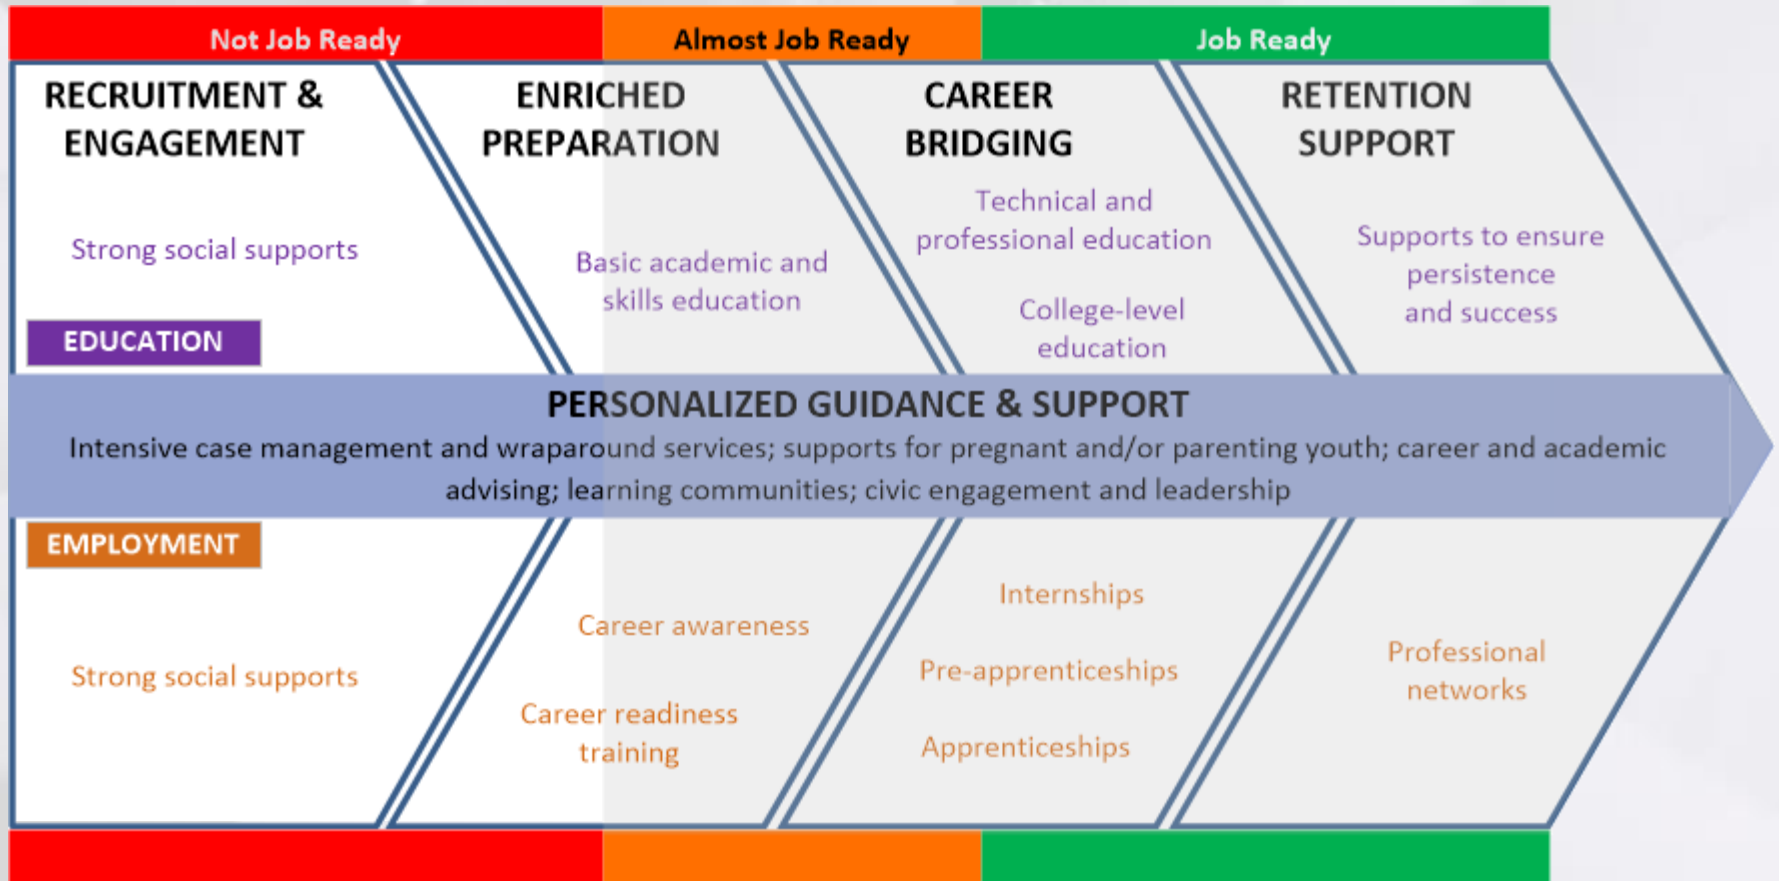 Not Job Ready
Almost Job Ready
Job Ready
RECRUITMENT &
ENGAGEMENT
ENRICHED
PREPARATION
CAREER
BRIDGING
RETENTION
SUPPORT
Strong social supports
Basic academic and
skills education
Technical and
professional education
College-level
education
Supports to ensure
persistence
and success
EDUCATION
PERSONALIZED GUIDANCE & SUPPORT
Intensive case management and wraparound services; supports for pregnant and/or parenting youth; career and academic
advising; learning communities; civic engagement and leadership
EMPLOYMENT
Strong social supports
Career awareness
Career readiness
training
Internships
Pre-apprenticeships
Apprenticeships
Professional
networks